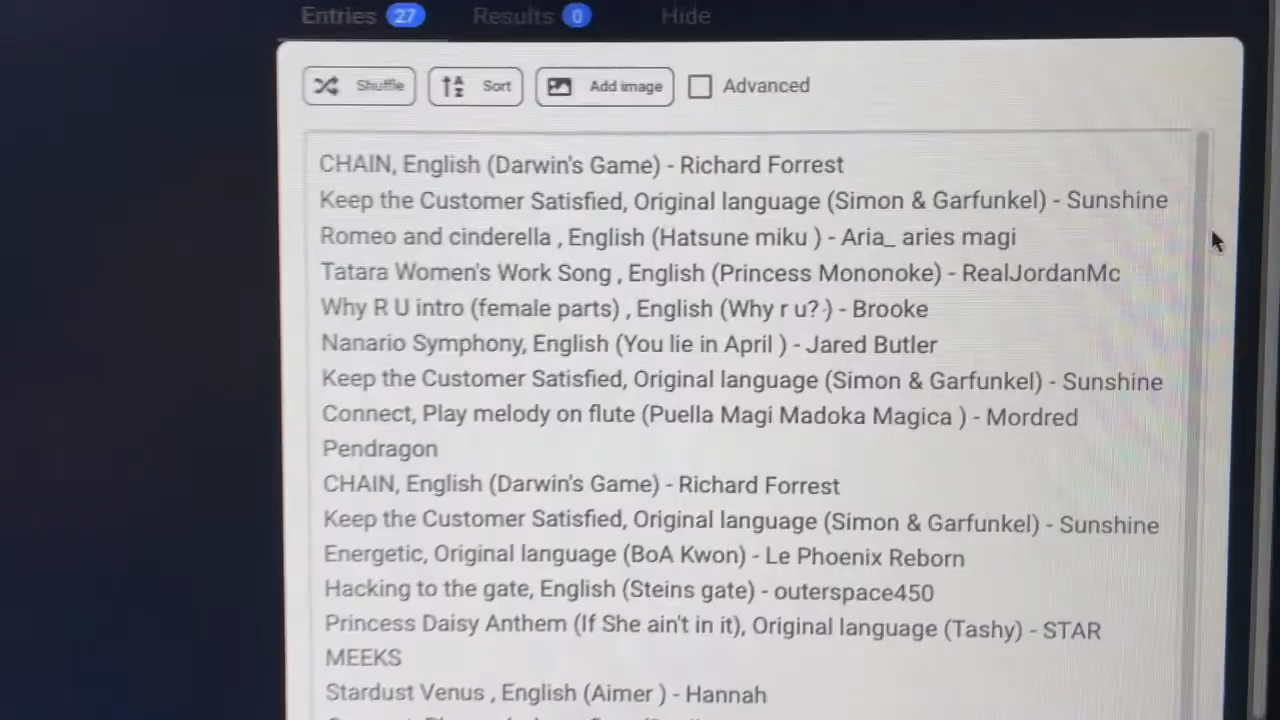 Entries 27 Results 0 Hide
Shuffle Sort Add image Advanced
CHAIN, English (Darwin's Game) - Richard Forrest
Keep the Customer Satisfied, Original language (Simon & Garfunkel) - Sunshine
Romeo and cinderella , English (Hatsune miku ) - Aria_ aries magi
Tatara Women's Work Song , English (Princess Mononoke) - RealJordanMc
Why R U intro (female parts) , English (Why r u? ) - Brooke
Nanario Symphony, English (You lie in April ) - Jared Butler
Keep the Customer Satisfied, Original language (Simon & Garfunkel) - Sunshine
Connect, Play melody on flute (Puella Magi Madoka Magica ) - Mordred
Pendragon
CHAIN, English (Darwin's Game) - Richard Forrest
Keep the Customer Satisfied, Original language (Simon & Garfunkel) - Sunshine
Energetic, Original language (BoA Kwon) - Le Phoenix Reborn
Hacking to the gate, English (Steins gate) - outerspace450
Princess Daisy Anthem (If She ain't in it), Original language (Tashy) - STAR
MEEKS
Stardust Venus , English (Aimer ) - Hannah